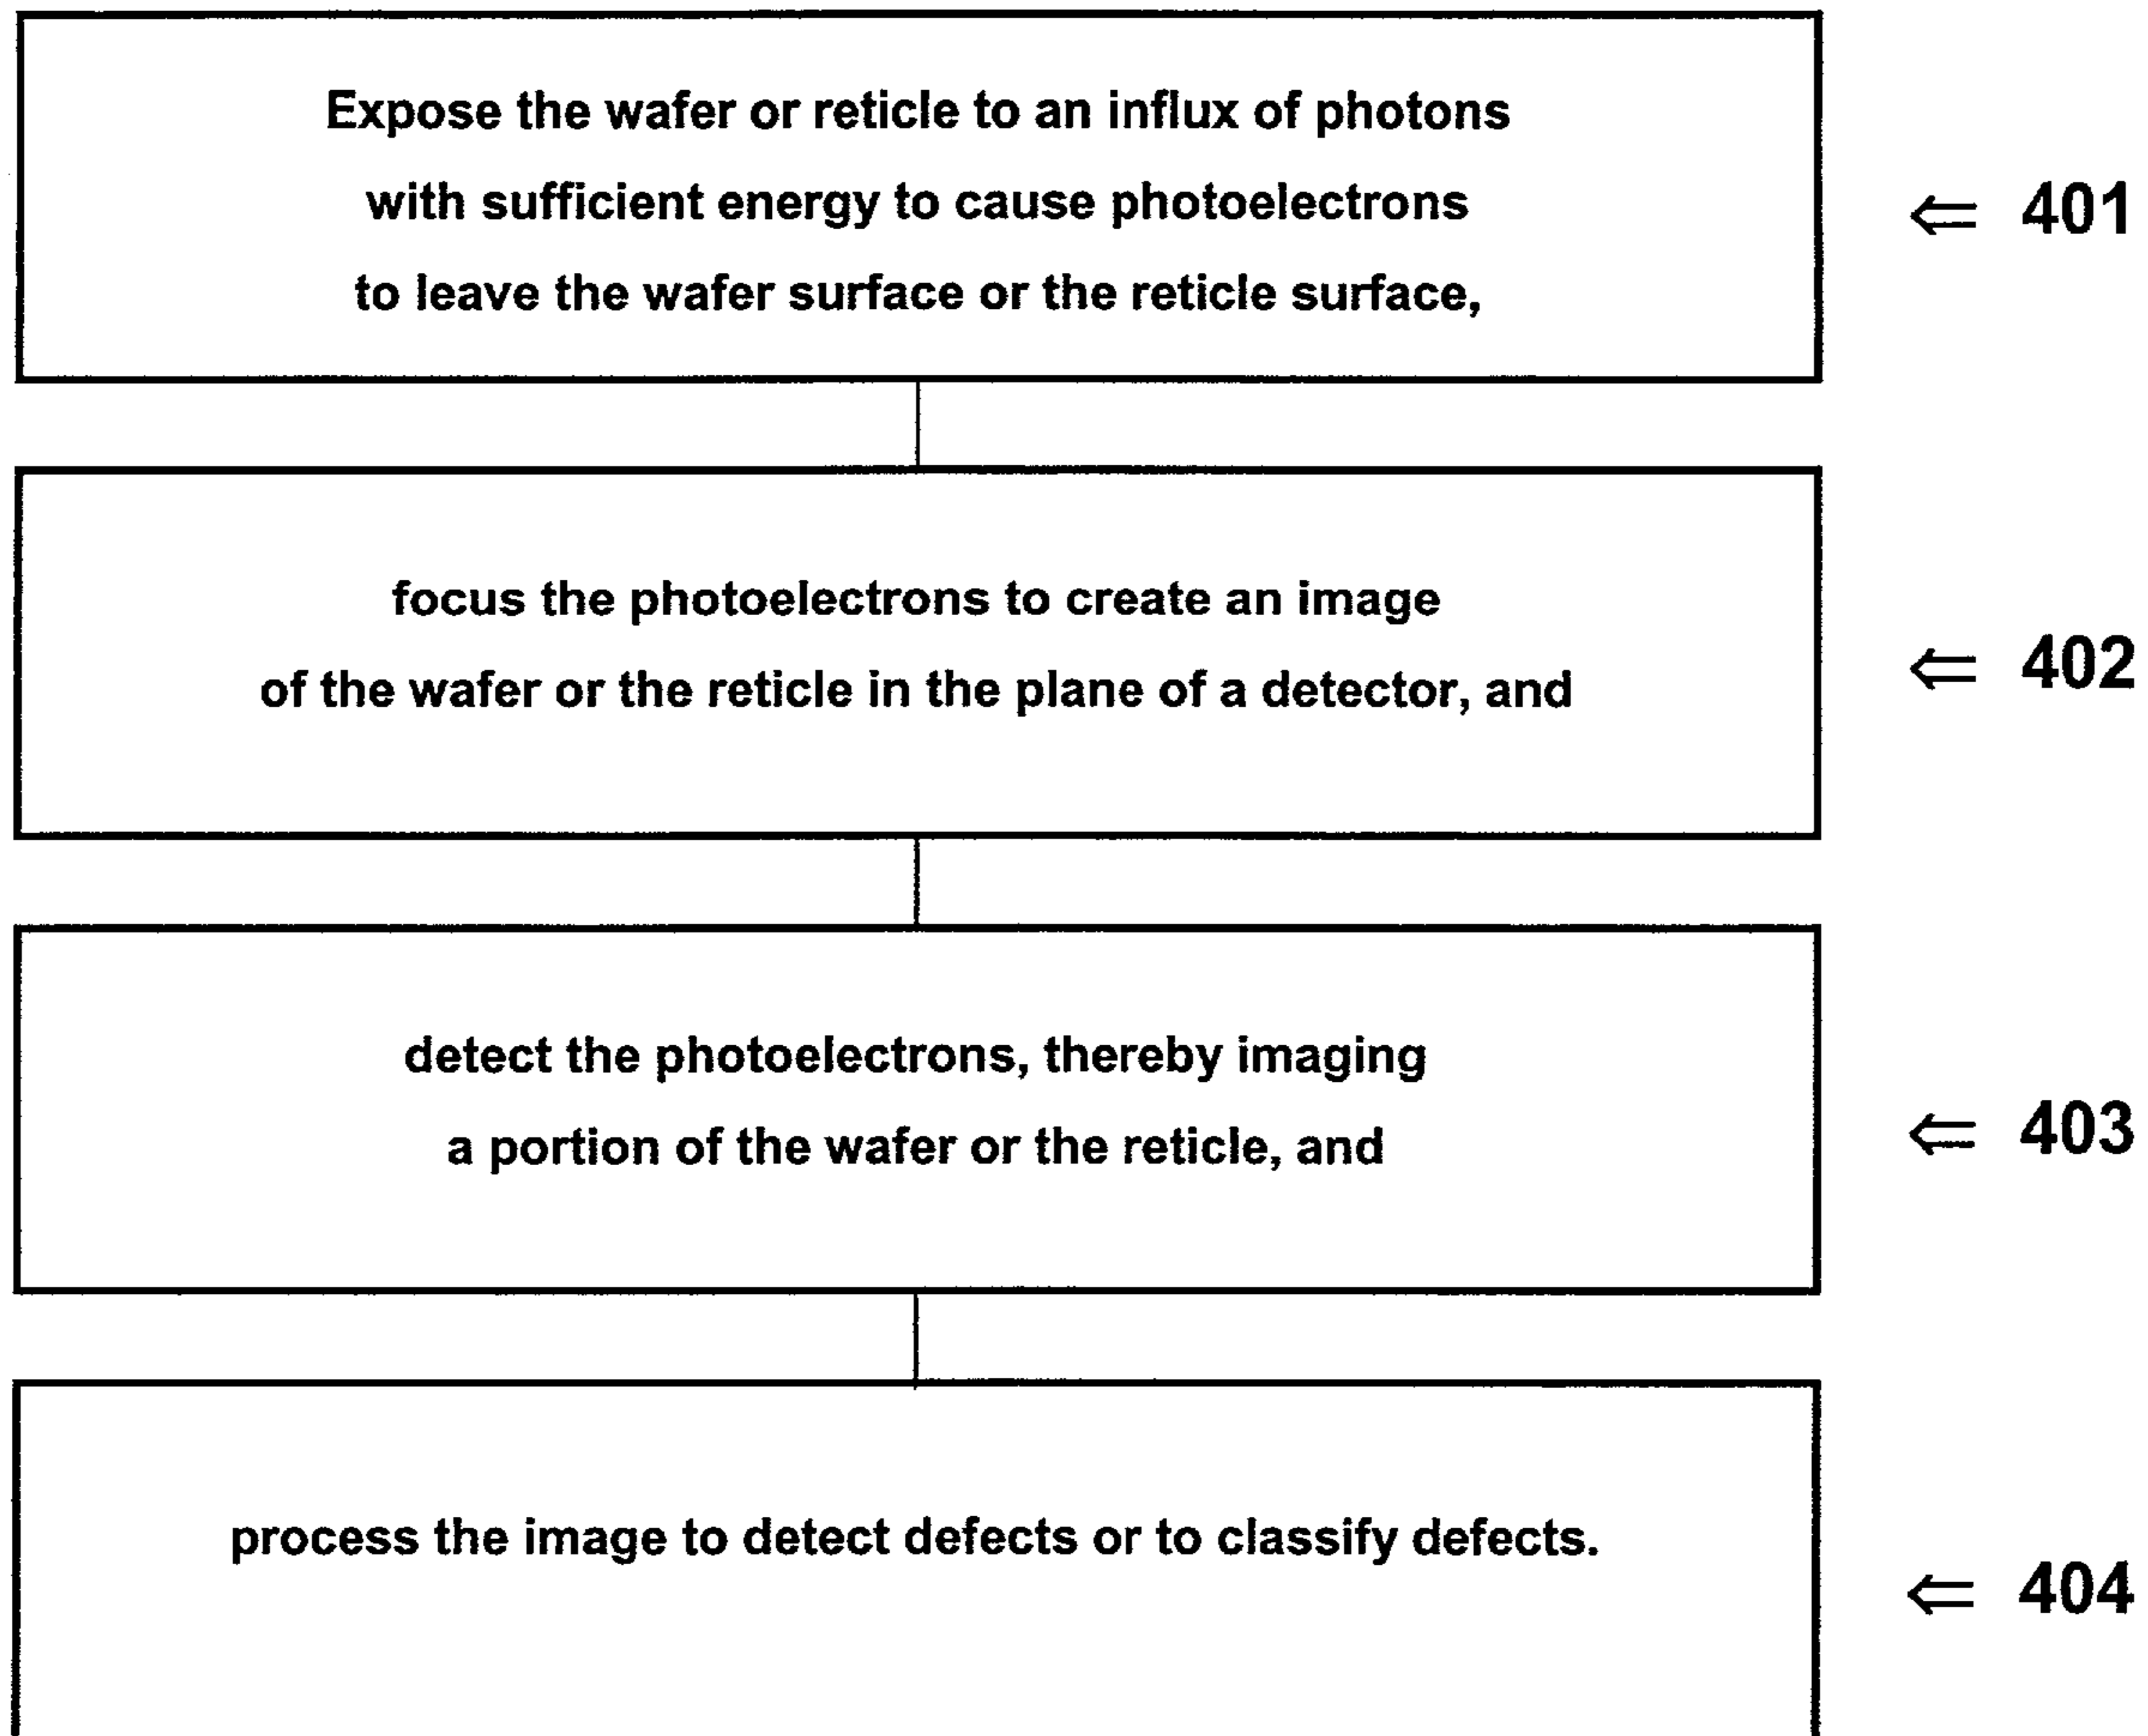 Expose the wafer or reticle to an influx of photons
with sufficient energy to cause photoelectrons
to leave the wafer surface or the reticle surface,
⇐ 401
focus the photoelectrons to create an image
of the wafer or the reticle in the plane of a detector, and
⇐ 402
detect the photoelectrons, thereby imaging
a portion of the wafer or the reticle, and
⇐ 403
process the image to detect defects or to classify defects.
⇐ 404